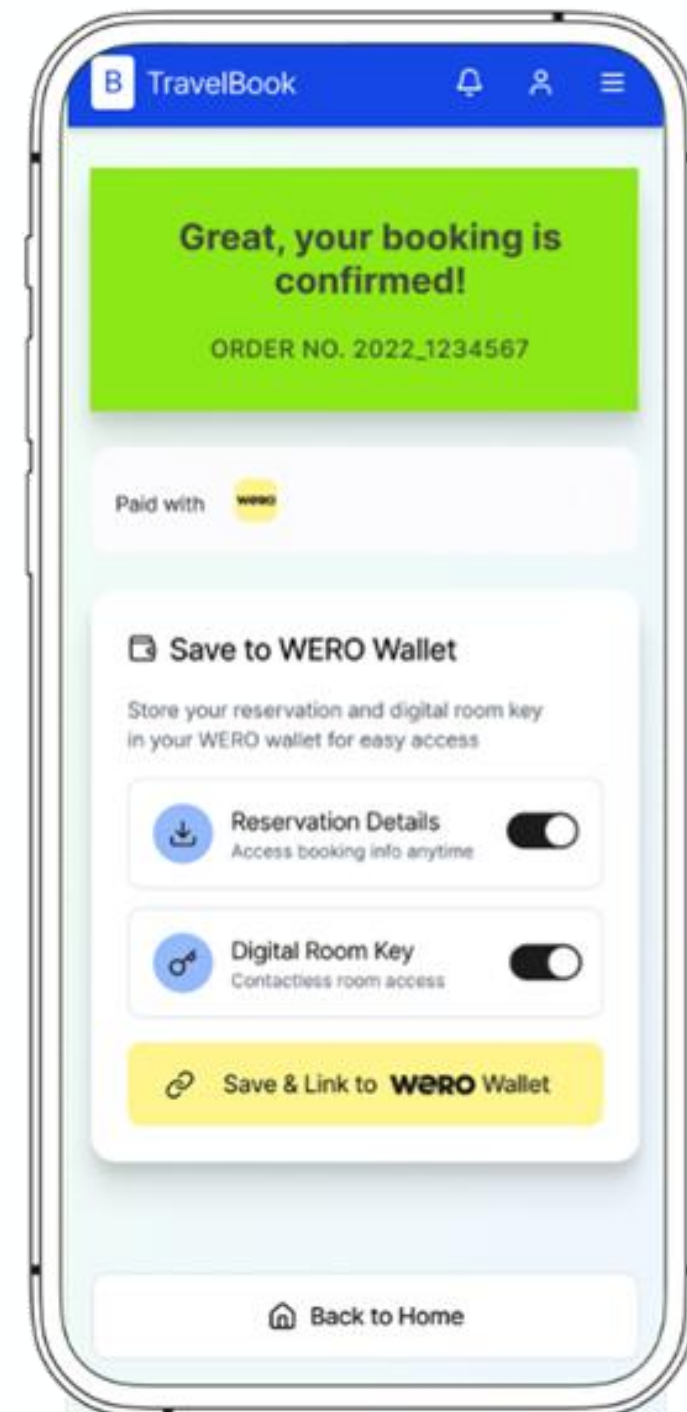 B TravelBook
Great, your booking is
confirmed!
ORDER NO. 2022_1234567
Paid with wero
Save to WERO Wallet
Store your reservation and digital room key
in your WERO wallet for easy access
Reservation Details
Access booking info anytime
Digital Room Key
Contactless room access
Save & Link to wero Wallet
Back to Home